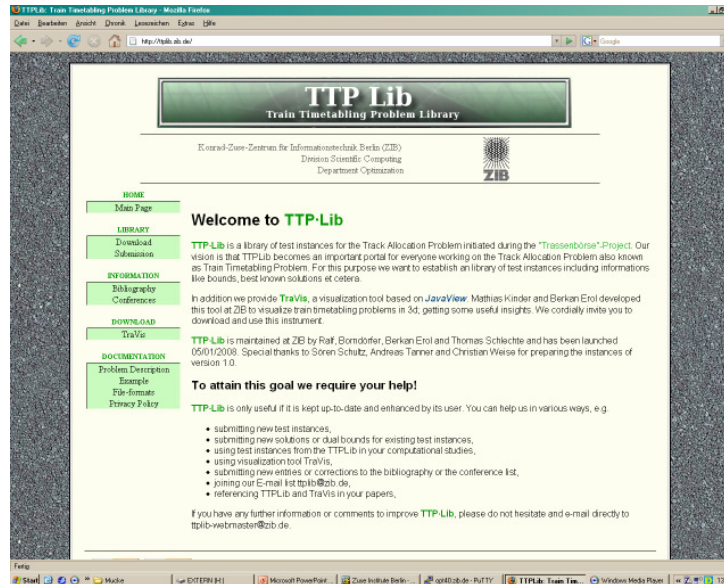 TTPLib: Train Timetabling Problem Library - Mozilla Firefox
Datei Bearbeiten Ansicht Chronik Lesezeichen Extras Hilfe
http://ttplib.zib.de/
Google
TTP Lib
Train Timetabling Problem Library
Konrad-Zuse-Zentrum für Informationstechnik Berlin (ZIB)
Division Scientific Computing
Department Optimization
ZIB
HOME
Main Page
LIBRARY
Download
Submission
INFORMATION
Bibliography
Conferences
DOWNLOAD
TraVis
DOCUMENTATION
Problem Description
Example
File-formats
Privacy Policy
Welcome to TTP·Lib
TTP·Lib is a library of test instances for the Track Allocation Problem initiated during the "Trassenbörse"-Project. Our
vision is that TTPLib becomes an important portal for everyone working on the Track Allocation Problem also known
as Train Timetabling Problem. For this purpose we want to establish an library of test instances including informations
like bounds, best known solutions et cetera.
In addition we provide TraVis, a visualization tool based on JavaView. Mathias Kinder and Berkan Erol developed
this tool at ZIB to visualize train timetabling problems in 3d; getting some useful insights. We cordially invite you to
download and use this instrument.
TTP·Lib is maintained at ZIB by Ralf, Borndörfer, Berkan Erol and Thomas Schlechte and has been launched
05/01/2008. Special thanks to Sören Schultz, Andreas Tanner and Christian Weise for preparing the instances of
version 1.0.
To attain this goal we require your help!
TTP·Lib is only useful if it is kept up-to-date and enhanced by its user. You can help us in various ways, e.g.
• submitting new test instances,
• submitting new solutions or dual bounds for existing test instances,
• using test instances from the TTPLib in your computational studies,
• using visualization tool TraVis,
• submitting new entries or corrections to the bibliography or the conference list,
• joining our E-mail list ttplib@zib.de,
• referencing TTPLib and TraVis in your papers,
If you have any further information or comments to improve TTP·Lib, please do not hesitate and e-mail directly to
ttplib-webmaster@zib.de.
Fertig
Start Mucke EXTERN (H:) Microsoft PowerPoint... Zuse Institute Berlin -... opt40.zib.de - PuTTY TTPLib: Train Tim... Windows Media Player